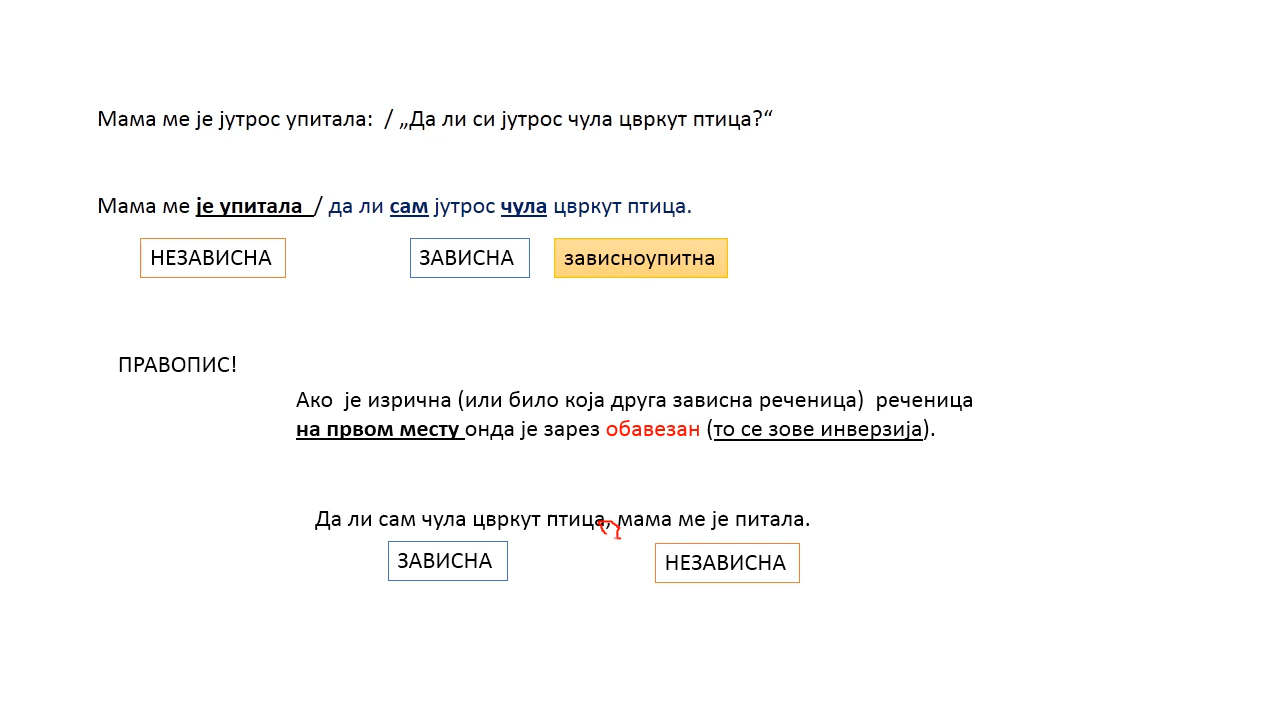 Мама ме је јутрос упитала: / „Да ли си јутрос чула цвркут птица?“
Мама ме је упитала / да ли сам јутрос чула цвркут птица.
НЕЗАВИСНА ЗАВИСНА зависноупитна
ПРАВОПИС!
Ако је изрична (или било која друга зависна реченица) реченица
на првом месту онда је зарез обавезан (то се зове инверзија).
Да ли сам чула цвркут птица, мама ме је питала.
ЗАВИСНА НЕЗАВИСНА